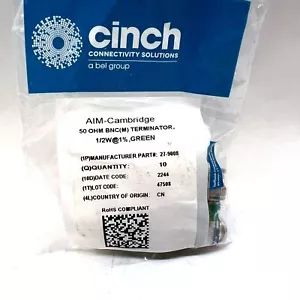 cinch
CONNECTIVITY SOLUTIONS
a bel group
AIM-Cambridge
50 OHM BNC(M) TERMINATOR,
1/2W@1%,GREEN
(1P)MANUFACTURER PART#: 27-9008
(Q)QUANTITY: 10
(10D)DATE CODE: 2244
(1T)LOT CODE: 47508
(4L)COUNTRY OF ORIGIN: CN
RoHS COMPLIANT